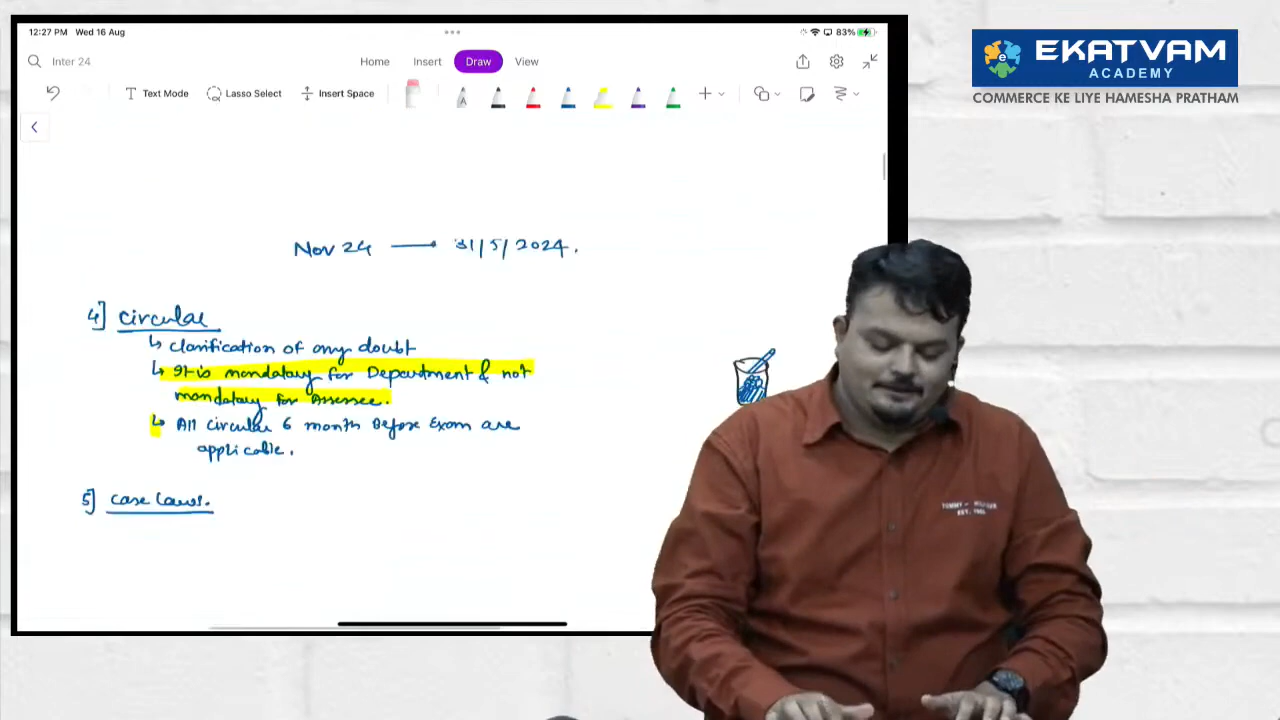 12:27 PM Wed 16 Aug
83%
Inter 24
Home Insert Draw View
Text Mode Lasso Select Insert Space
EKATVAM
ACADEMY
COMMERCE KE LIYE HAMESHA PRATHAM
Nov 24 — 31/5/2024.
4] Circular
↳ Clarification of any doubt
↳ It is mandatary for Department & not
mandatary for Assessee.
↳ All circular 6 month Before Exam are
applicable.
5] Case Laws.